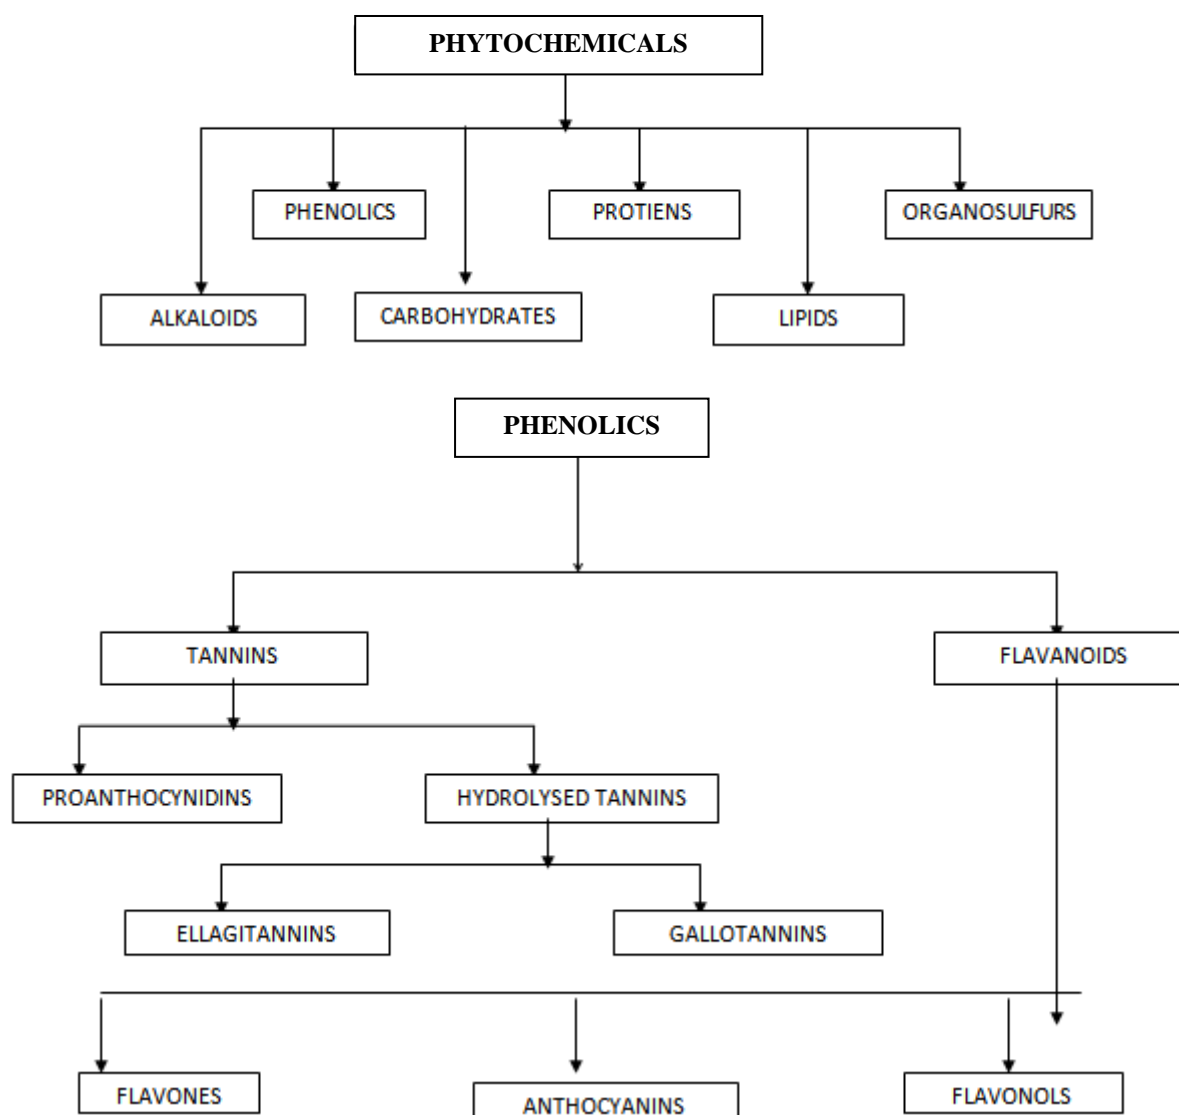 PHYTOCHEMICALS
PHENOLICS
PROTIENS
ORGANOSULFURS
ALKALOIDS
CARBOHYDRATES
LIPIDS
PHENOLICS
TANNINS
FLAVANOIDS
PROANTHOCYNIDINS
HYDROLYSED TANNINS
ELLAGITANNINS
GALLOTANNINS
FLAVONES
ANTHOCYANINS
FLAVONOLS